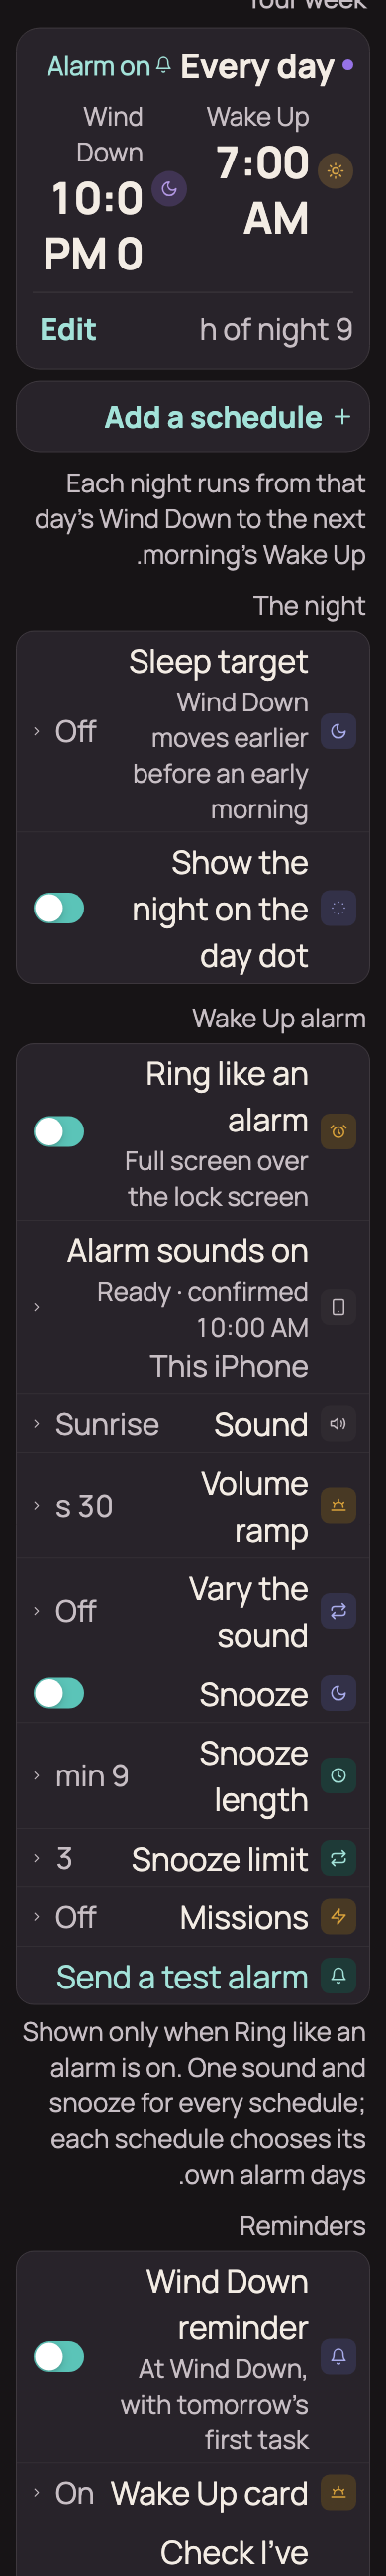 Your week
Every day
Alarm on
Wake Up
7:00
AM
Wind
Down
10:0
PM 0
h of night 9
Edit
+ Add a schedule
Each night runs from that
day's Wind Down to the next
.morning's Wake Up
The night
Sleep target
Wind Down
moves earlier
before an early
morning
Off
Show the
night on the
day dot
Wake Up alarm
Ring like an
alarm
Full screen over
the lock screen
Alarm sounds on
Ready · confirmed
10:00 AM
This iPhone
Sound
Sunrise
Volume
ramp
s 30
Vary the
sound
Off
Snooze
Snooze
length
min 9
Snooze limit
3
Missions
Off
Send a test alarm
Shown only when Ring like an
alarm is on. One sound and
snooze for every schedule;
each schedule chooses its
.own alarm days
Reminders
Wind Down
reminder
At Wind Down,
with tomorrow's
first task
Wake Up card
On
Check I've